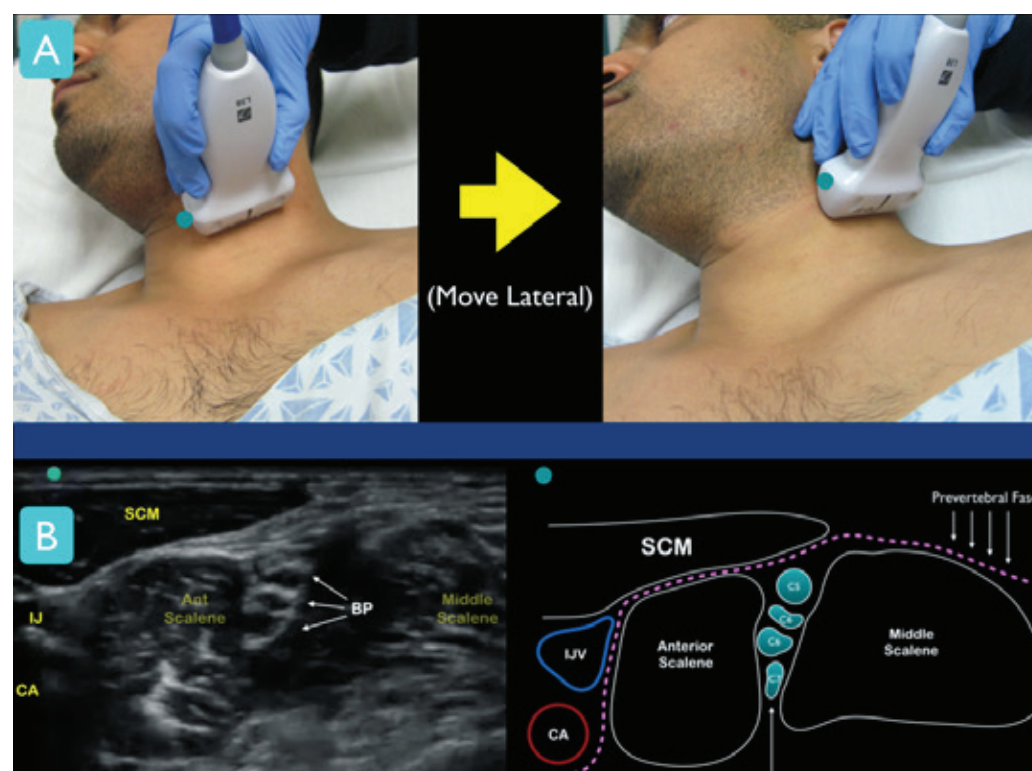 A
(Move Lateral)
B
SCM
IJ
CA
Ant
Scalene
BP
Middle
Scalene
Prevertebral Fas
SCM
C5
C6
C7
IJV
CA
Anterior
Scalene
Middle
Scalene